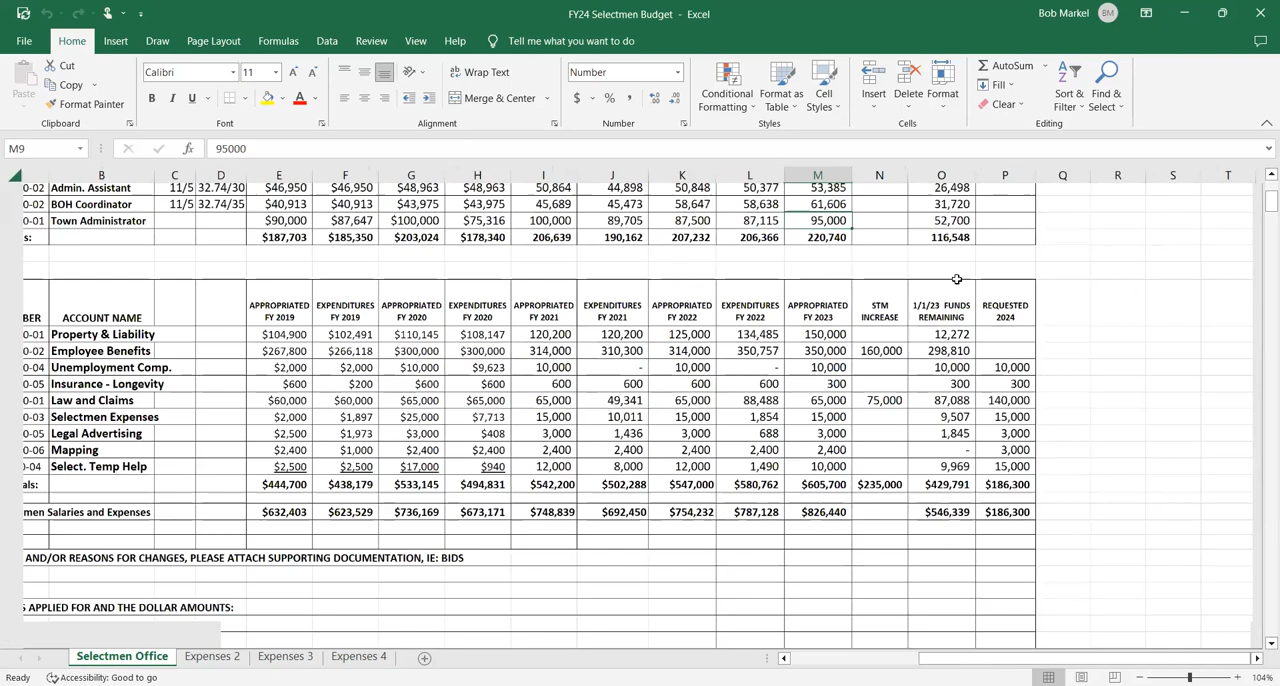 FY24 Selectmen Budget - Excel
Bob Markel BM
File Home Insert Draw Page Layout Formulas Data Review View Help Tell me what you want to do
Paste Cut Copy Format Painter Clipboard
Calibri 11 B I U Font
Wrap Text Merge & Center Alignment
Number $ % , Number
Conditional Formatting Format as Table Cell Styles Styles
Insert Delete Format Cells
AutoSum Fill Clear Sort & Filter Find & Select Editing
M9 fx 95000
B C D E F G H I J K L M N O P Q R S T
0-02 Admin. Assistant 11/5 32.74/30 $46,950 $46,950 $48,963 $48,963 50,864 44,898 50,848 50,377 53,385 26,498
0-02 BOH Coordinator 11/5 32.74/35 $40,913 $40,913 $43,975 $43,975 45,864 45,473 58,647 58,638 61,606 31,720
0-01 Town Administrator $90,000 $87,647 $100,000 $75,316 100,000 89,705 87,500 87,115 95,000 52,700
s: $187,703 $185,350 $203,024 $178,340 206,639 190,162 207,232 206,366 220,740 116,548
APPROPRIATED EXPENDITURES APPROPRIATED EXPENDITURES APPROPRIATED EXPENDITURES APPROPRIATED EXPENDITURES APPROPRIATED STM 1/1/23 FUNDS REQUESTED
BER ACCOUNT NAME FY 2019 FY 2019 FY 2020 FY 2020 FY 2021 FY 2021 FY 2022 FY 2022 FY 2023 INCREASE REMAINING 2024
0-01 Property & Liability $104,900 $102,491 $110,145 $108,147 120,200 120,200 125,000 134,485 150,000 12,272
0-02 Employee Benefits $267,800 $266,118 $300,000 $300,000 314,000 310,300 314,000 350,757 350,000 160,000 298,810
0-04 Unemployment Comp. $2,000 $2,000 $10,000 $9,623 10,000 - 10,000 - 10,000 10,000 10,000
0-05 Insurance - Longevity $600 $200 $600 $600 600 600 600 600 300 300 300
0-01 Law and Claims $60,000 $60,000 $65,000 $65,000 65,000 49,341 65,000 88,488 65,000 75,000 87,088 140,000
0-03 Selectmen Expenses $2,000 $1,897 $25,000 $7,713 15,000 10,011 15,000 1,854 15,000 9,507 15,000
0-05 Legal Advertising $2,500 $1,973 $3,000 $408 3,000 1,436 3,000 688 3,000 1,845 3,000
0-06 Mapping $2,400 $1,000 $2,400 $2,400 2,400 2,400 2,400 2,400 2,400 - 3,000
0-04 Select. Temp Help $2,500 $2,500 $17,000 $940 12,000 8,000 12,000 1,490 10,000 9,969 15,000
als: $444,700 $438,179 $533,145 $494,831 $542,200 $502,288 $547,000 $580,762 $605,700 $235,000 $429,791 $186,300
men Salaries and Expenses $632,403 $623,529 $736,169 $673,171 $748,839 $692,450 $754,232 $787,128 $826,440 $546,339 $186,300
AND/OR REASONS FOR CHANGES, PLEASE ATTACH SUPPORTING DOCUMENTATION, IE: BIDS
S APPLIED FOR AND THE DOLLAR AMOUNTS:
Selectmen Office Expenses 2 Expenses 3 Expenses 4
Ready Accessibility: Good to go 104%